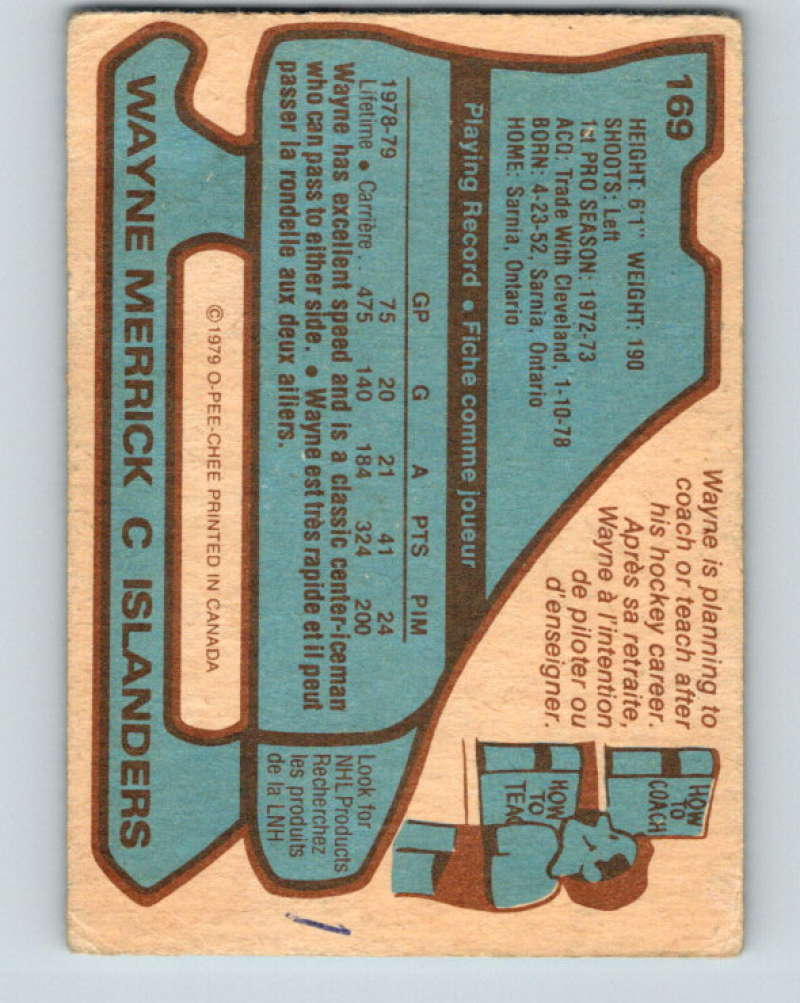 169
HEIGHT: 6'1" WEIGHT: 190
SHOOTS: Left
1st PRO SEASON: 1972-73
ACQ: Trade With Cleveland, 1-10-78
BORN: 4-23-52, Sarnia, Ontario
HOME: Sarnia, Ontario
Wayne is planning to
coach or teach after
his hockey career.
Après sa retraite,
Wayne à l'intention
de piloter ou
d'enseigner.
HOW
TO
COACH
HOW
TO
TEAC
Playing Record • Fiche comme joueur
GP G A PTS PIM
1978-79 75 20 21 41 24
Lifetime • Carrière . . 475 140 184 324 200
Wayne has excellent speed and is a classic center-iceman
who can pass to either side. • Wayne est très rapide et il peut
passer la rondelle aux deux ailiers.
Look for
NHL Products
Recherchez
les produits
de la LNH
©1979 O-PEE-CHEE PRINTED IN CANADA
WAYNE MERRICK C ISLANDERS